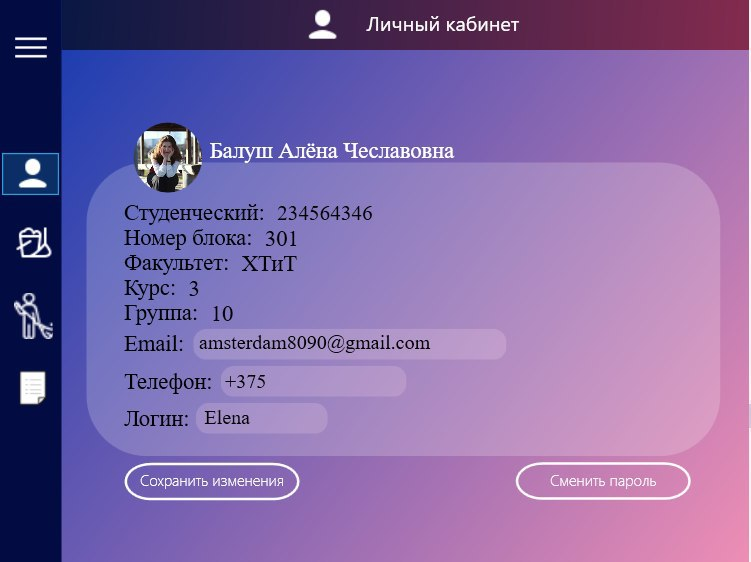 Личный кабинет
Балуш Алёна Чеславовна
Студенческий: 234564346
Номер блока: 301
Факультет: ХТиТ
Курс: 3
Группа: 10
Email: amsterdam8090@gmail.com
Телефон: +375
Логин: Elena
Сохранить изменения
Сменить пароль